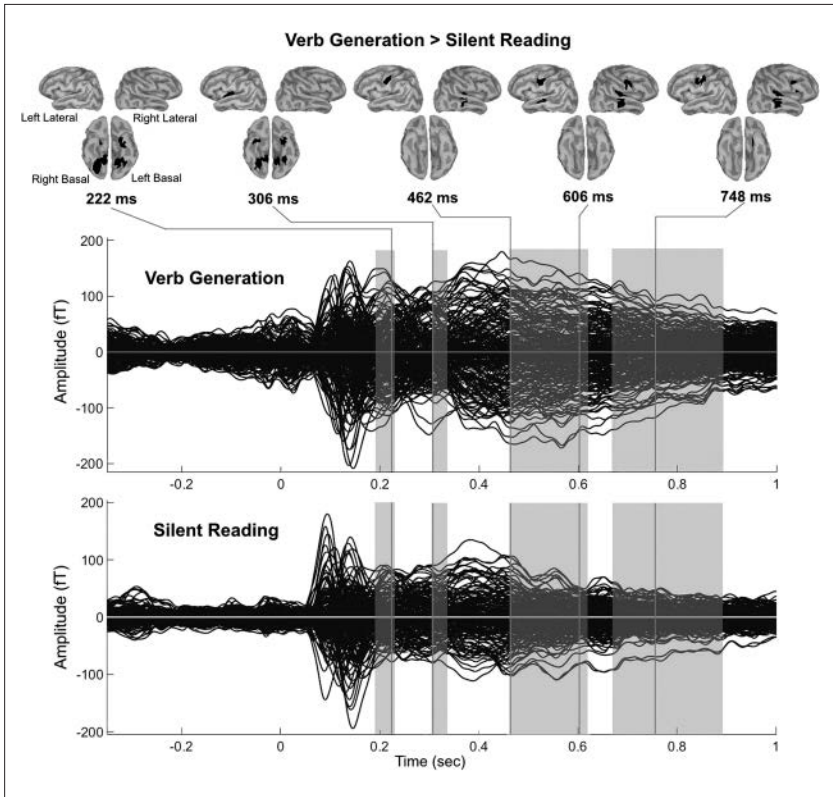 Verb Generation > Silent Reading
Left Lateral
Right Lateral
Right Basal
Left Basal
222 ms
306 ms
462 ms
606 ms
748 ms
200
100
0
-100
-200
Amplitude (fT)
Verb Generation
-0.2
0
0.2
0.4
0.6
0.8
1
200
100
0
-100
-200
Amplitude (fT)
Silent Reading
-0.2
0
0.2
0.4
0.6
0.8
1
Time (sec)